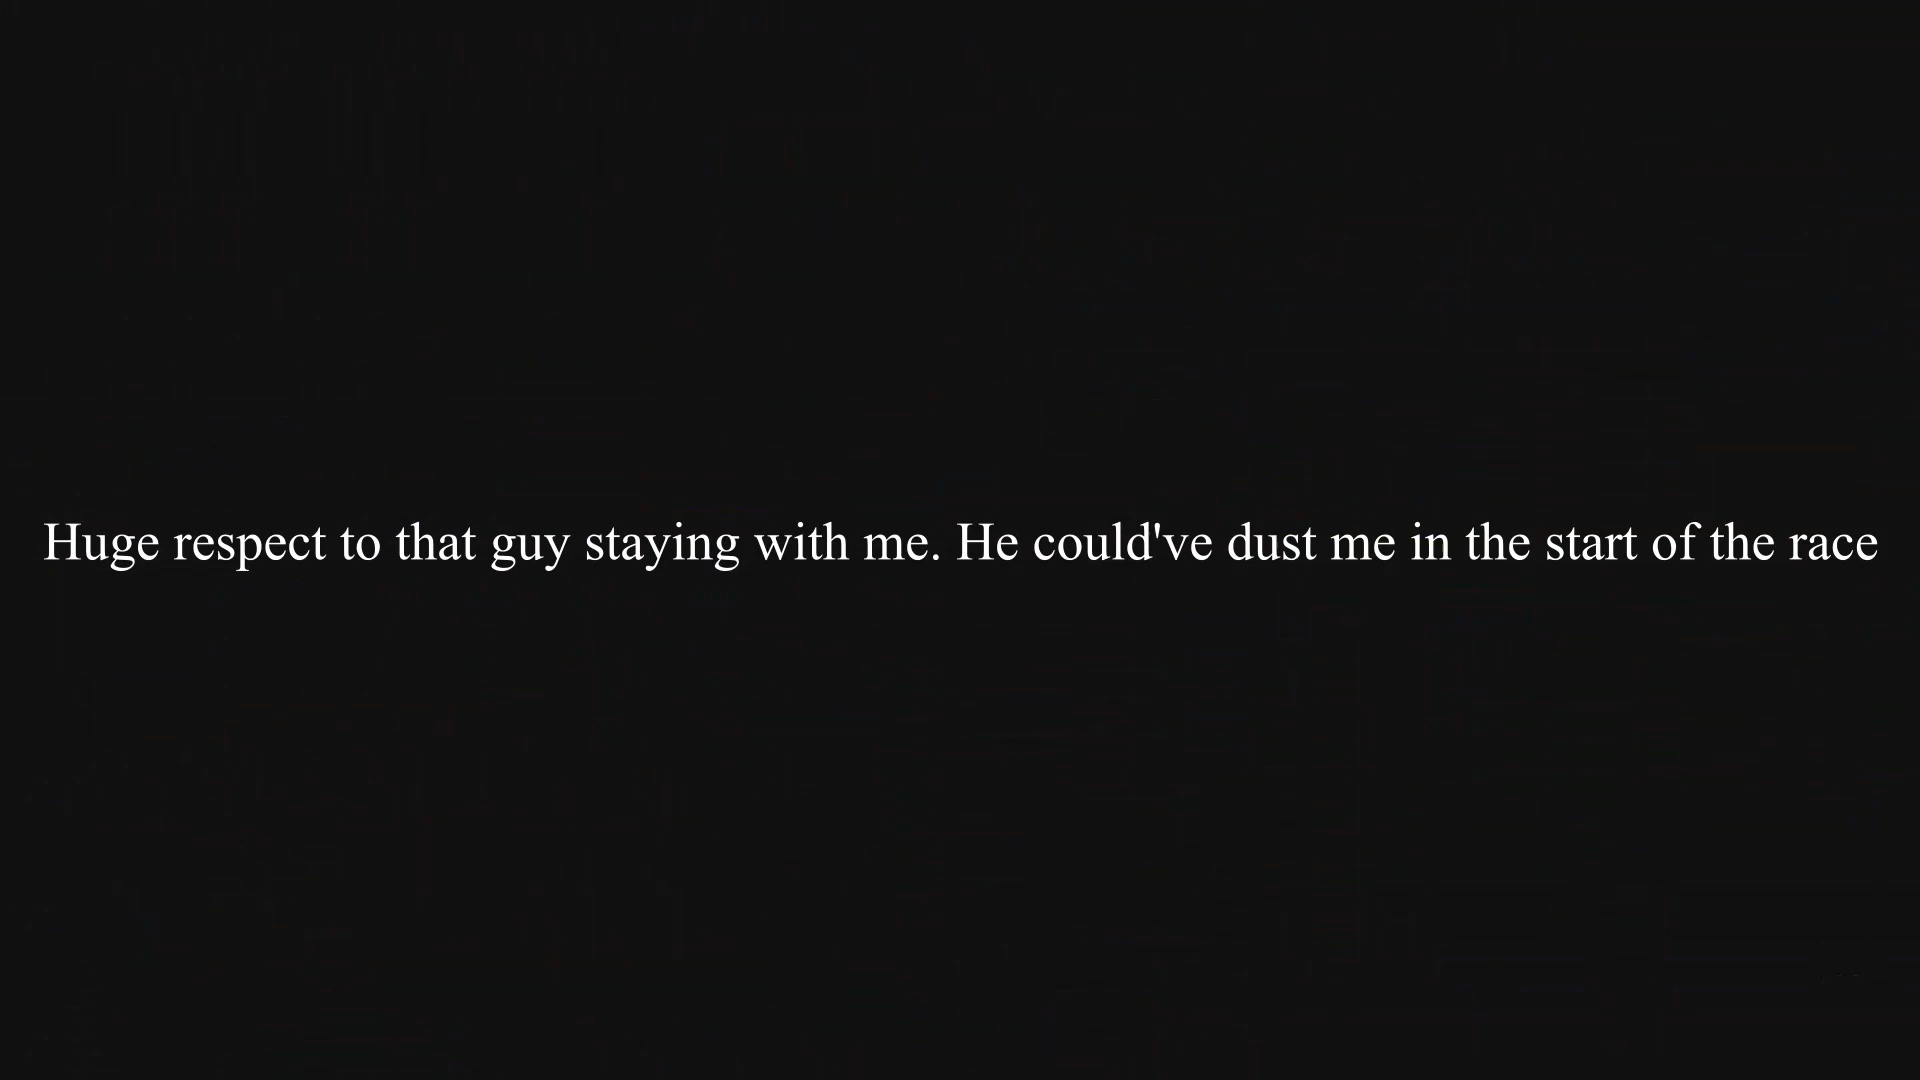 Huge respect to that guy staying with me. He could've dust me in the start of the race